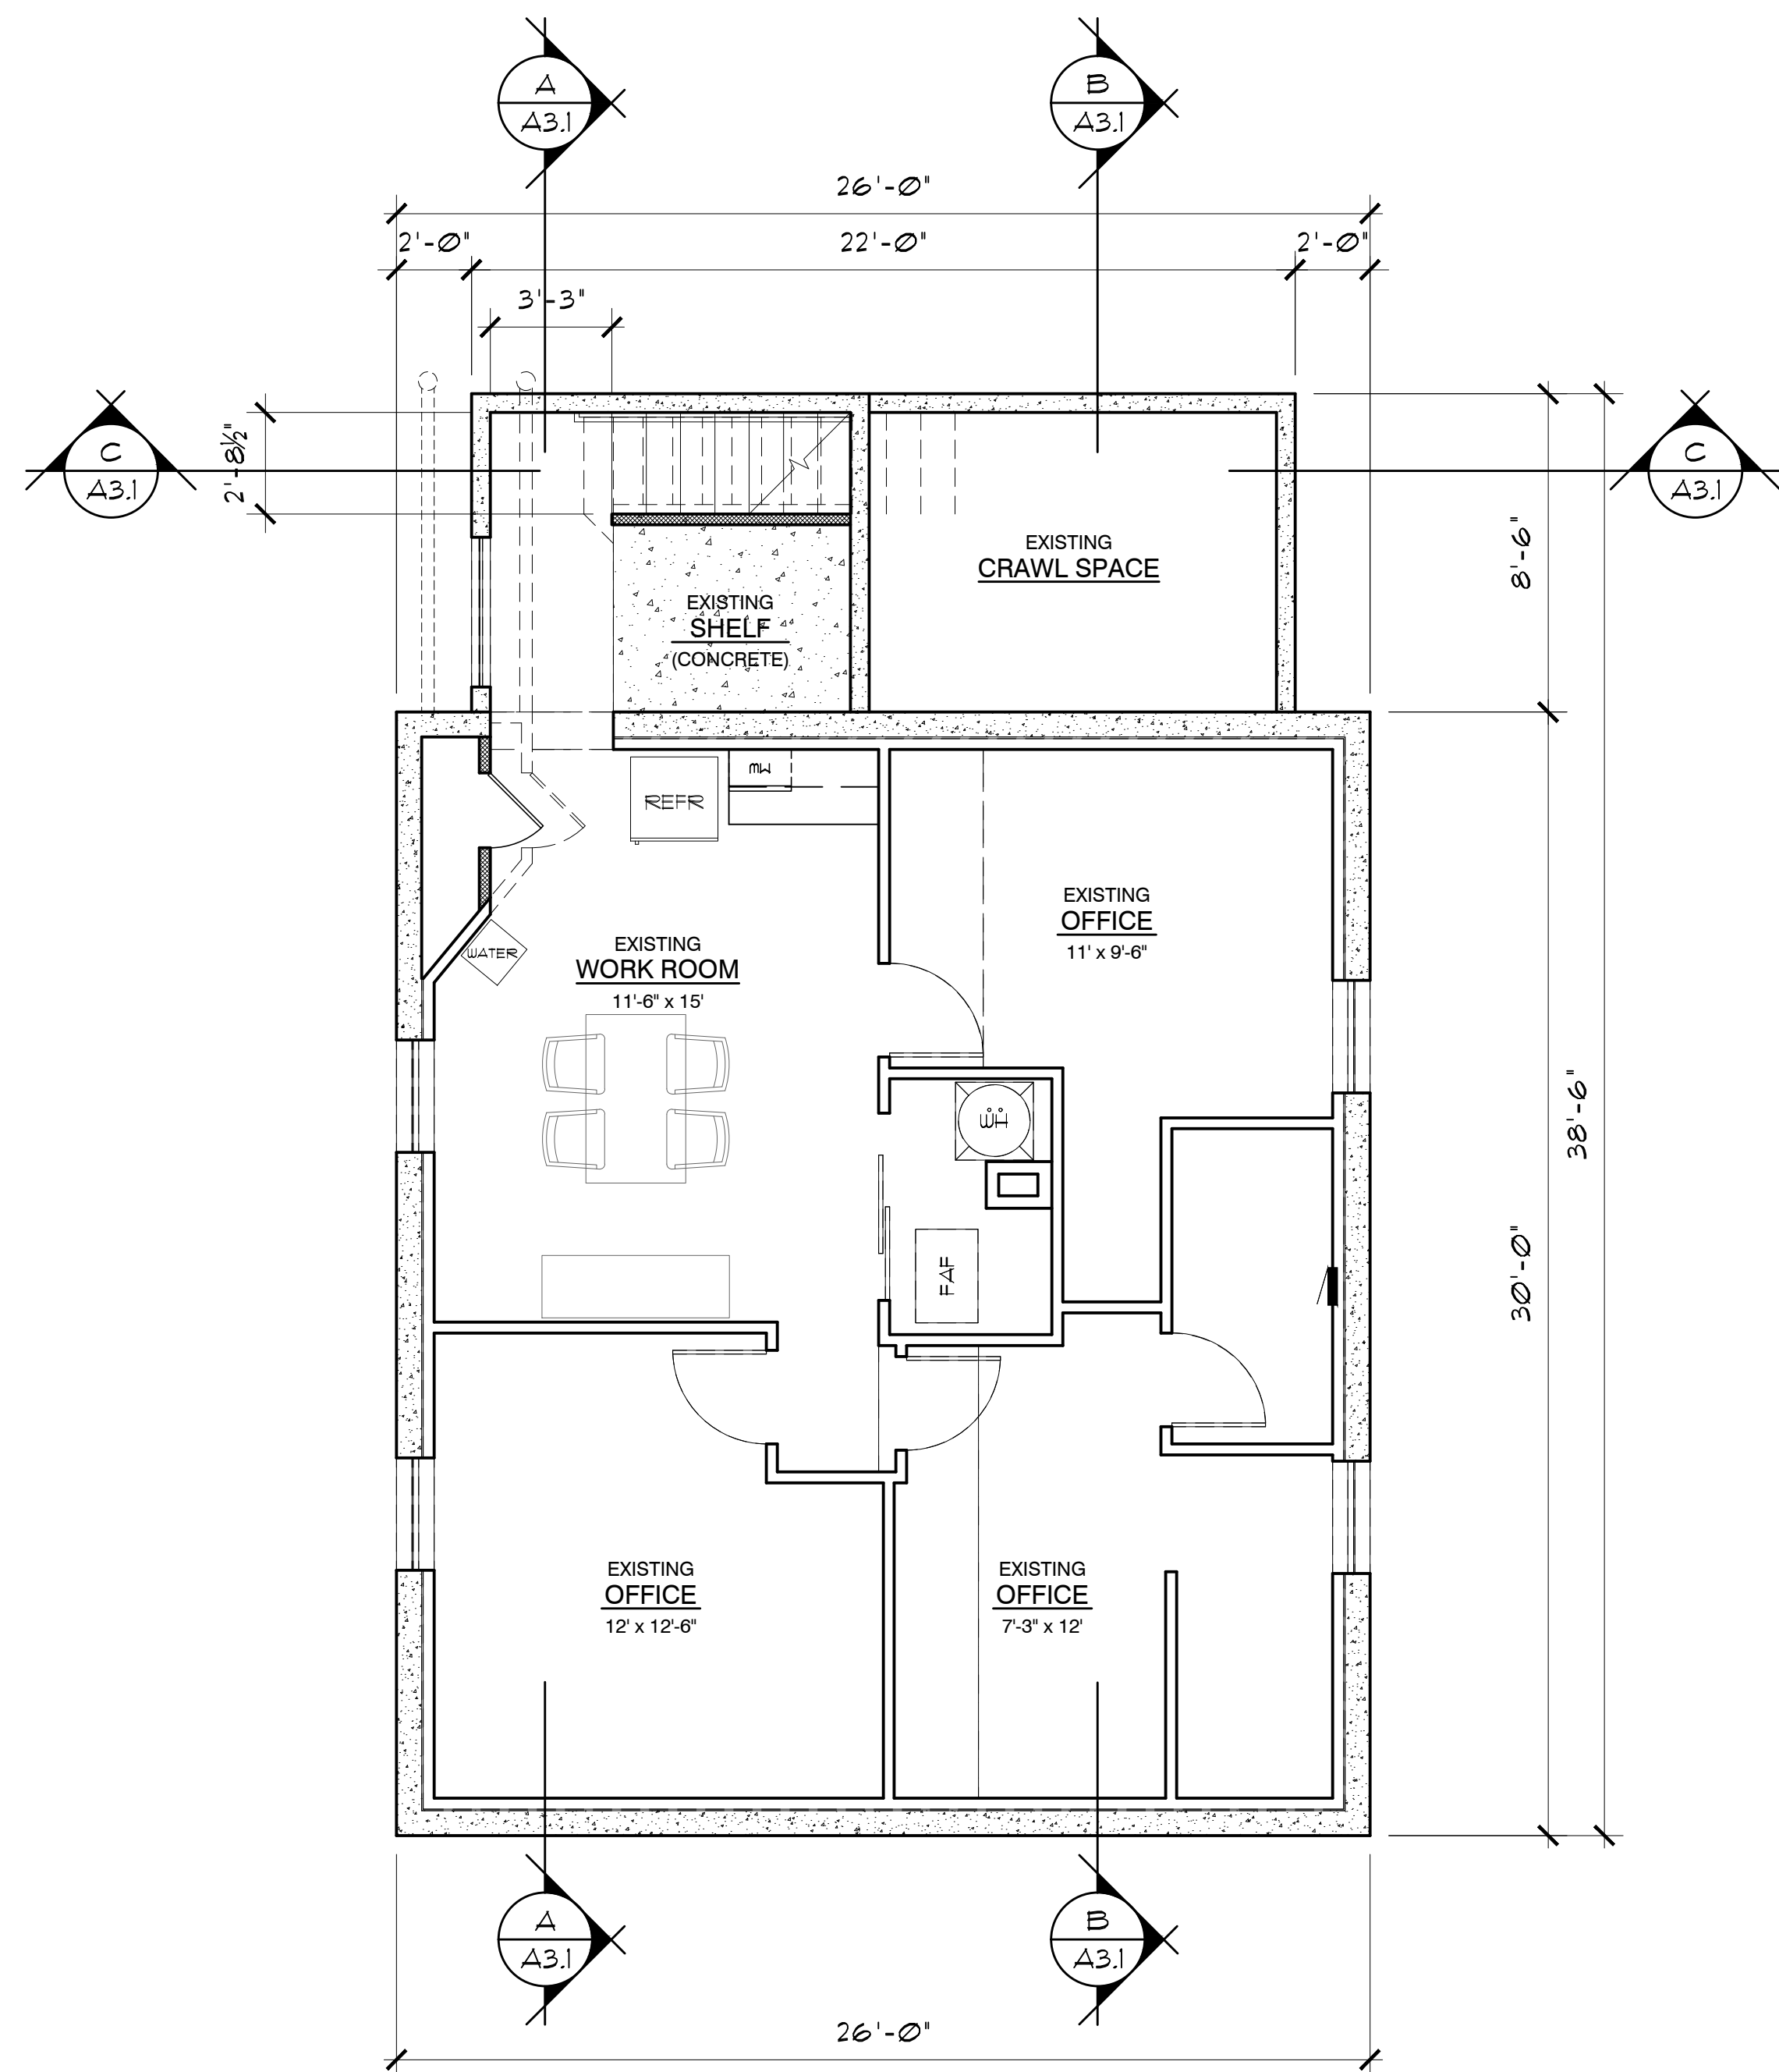 A
A3.1
B
A3.1
26'-0"
2'-0"
22'-0"
2'-0"
3'-3"
C
A3.1
2'-8½"
C
A3.1
EXISTING
CRAWL SPACE
8'-6"
EXISTING
SHELF
(CONCRETE)
MW
REFR
EXISTING
OFFICE
11' x 9'-6"
WATER
EXISTING
WORK ROOM
11'-6" x 15'
WH
38'-6"
FAF
30'-0"
EXISTING
OFFICE
12' x 12'-6"
EXISTING
OFFICE
7'-3" x 12'
A
A3.1
B
A3.1
26'-0"